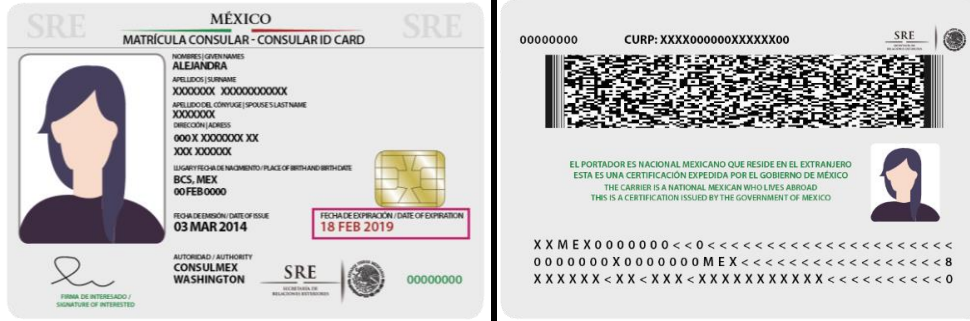 SRE
MÉXICO
SRE
MATRÍCULA CONSULAR - CONSULAR ID CARD
NOMBRES | GIVEN NAMES
ALEJANDRA
APELLIDOS | SURNAME
XXXXXXX XXXXXXXXXXX
APELLIDO DEL CÓNYUGE | SPOUSE'S LAST NAME
XXXXXXX
DIRECCIÓN | ADRESS
000 X XXXXXXX XX
XXX XXXXXX
LUGAR Y FECHA DE NACIMIENTO / PLACE OF BIRTH AND BIRTH DATE
BCS, MEX
00 FEB 0000
FECHA DE EMISIÓN / DATE OF ISSUE
03 MAR 2014
FECHA DE EXPIRACIÓN / DATE OF EXPIRATION
18 FEB 2019
AUTORIDAD / AUTHORITY
CONSULMEX
WASHINGTON
SRE
SECRETARÍA DE
RELACIONES EXTERIORES
00000000
FIRMA DE INTERESADO /
SIGNATURE OF INTERESTED
00000000
CURP: XXXX000000XXXXXX00
SRE
EL PORTADOR ES NACIONAL MEXICANO QUE RESIDE EN EL EXTRANJERO
ESTA ES UNA CERTIFICACIÓN EXPEDIDA POR EL GOBIERNO DE MÉXICO
THE CARRIER IS A NATIONAL MEXICAN WHO LIVES ABROAD
THIS IS A CERTIFICATION ISSUED BY THE GOVERNMENT OF MEXICO
XXMEX0000000<<0<<<<<<<<<<<<<<<
0000000X0000000MEX<<<<<<<<<<<8
XXXXXX<XX<XXX<XXXXXXXXXXX<<<<<<<<<<0